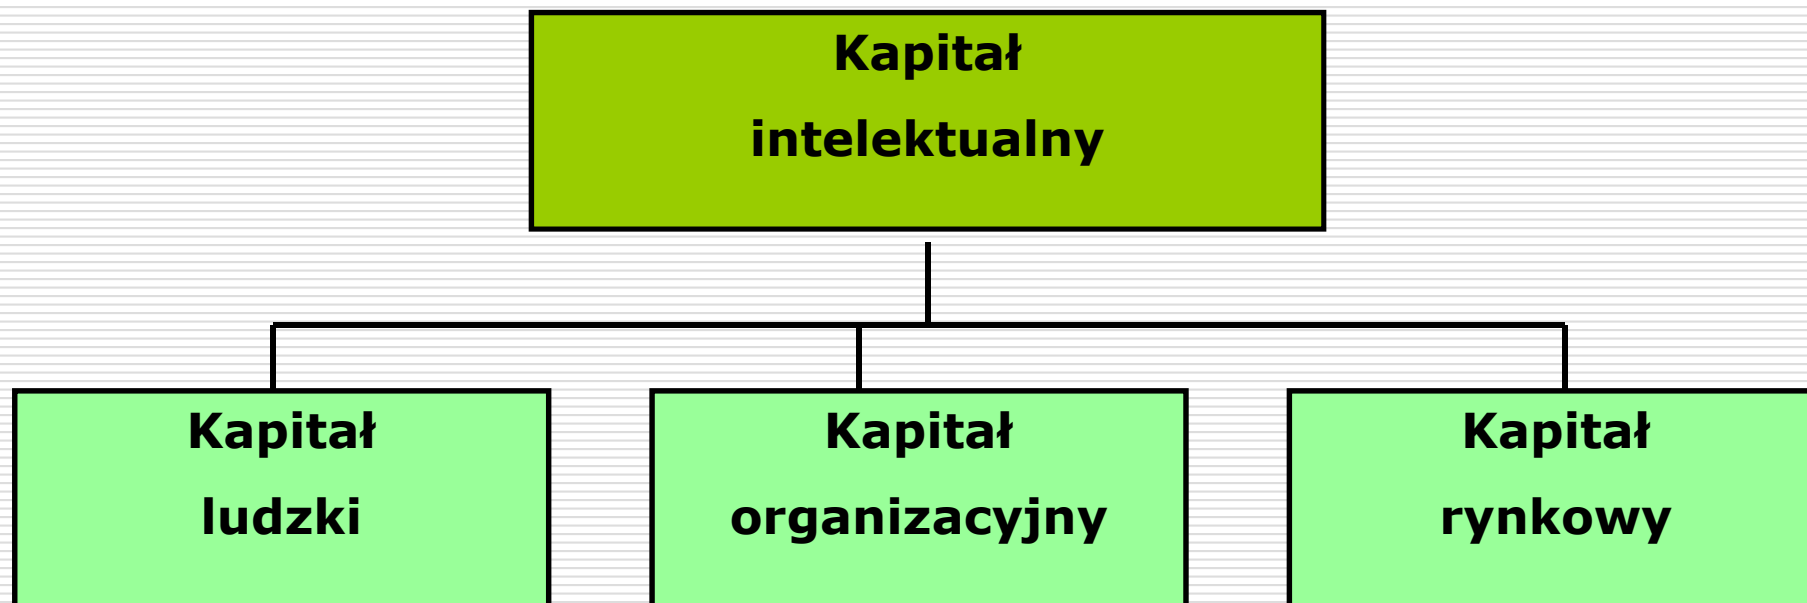 Kapitał
intelektualny
Kapitał
ludzki
Kapitał
organizacyjny
Kapitał
rynkowy